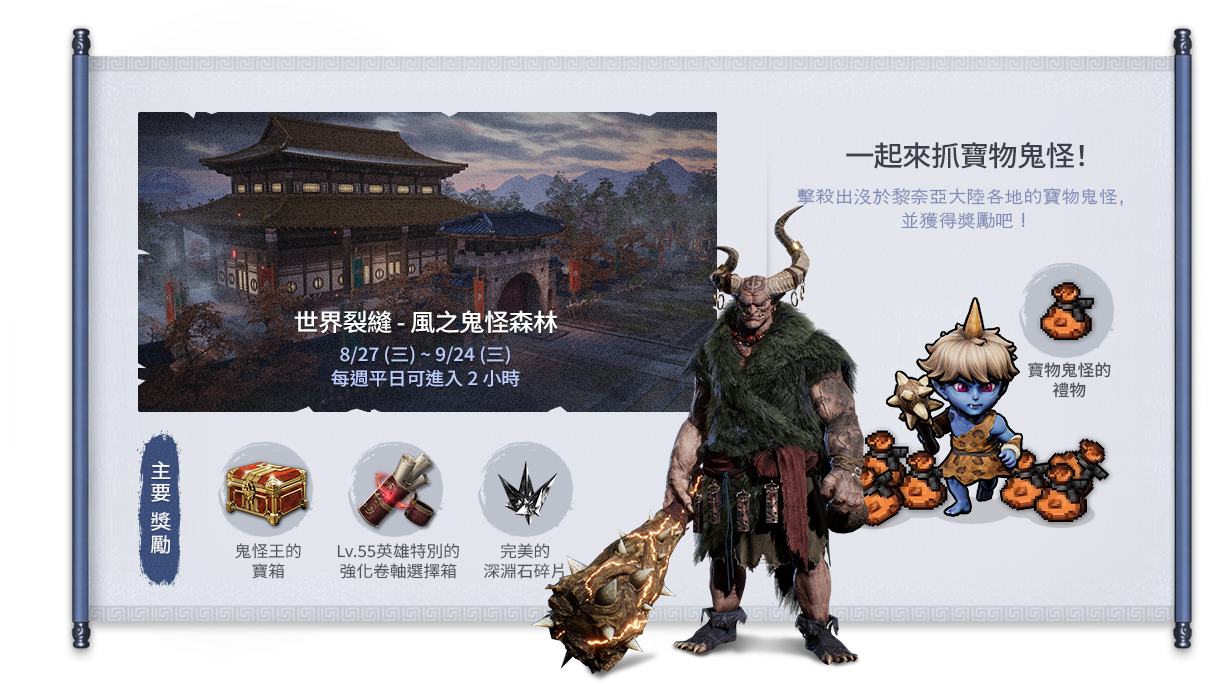 一起來抓寶物鬼怪!
擊殺出沒於黎奈亞大陸各地的寶物鬼怪,
並獲得獎勵吧!
世界裂縫 - 風之鬼怪森林
8/27 (三) ~ 9/24 (三)
每週平日可進入 2 小時
寶物鬼怪的
禮物
主要 獎勵
鬼怪王的
寶箱
Lv.55英雄特別的
強化卷軸選擇箱
完美的
深淵石碎片